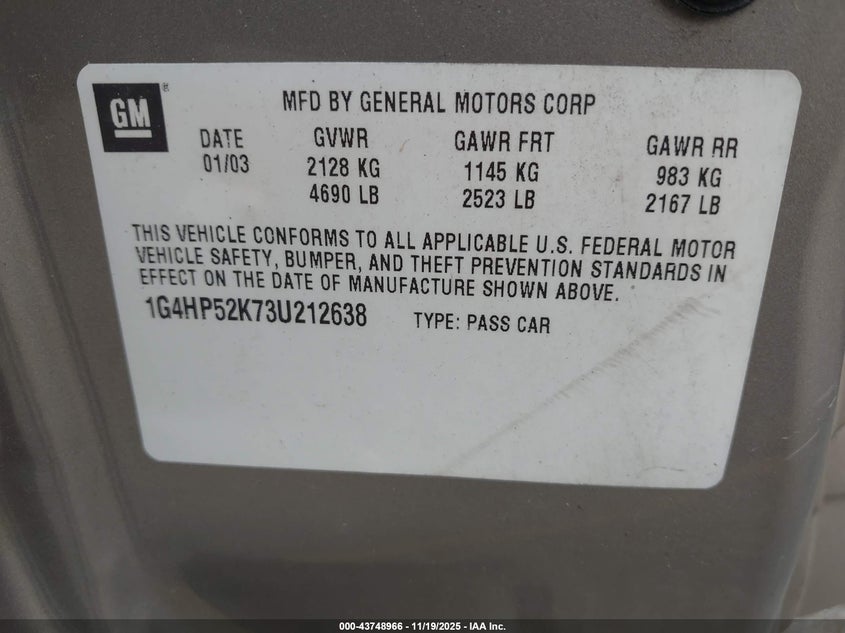 GM
MFD BY GENERAL MOTORS CORP
DATE GVWR GAWR FRT GAWR RR
01/03 2128 KG 1145 KG 983 KG
4690 LB 2523 LB 2167 LB
THIS VEHICLE CONFORMS TO ALL APPLICABLE U.S. FEDERAL MOTOR
VEHICLE SAFETY, BUMPER, AND THEFT PREVENTION STANDARDS IN
EFFECT ON THE DATE OF MANUFACTURE SHOWN ABOVE.
1G4HP52K73U212638 TYPE: PASS CAR
000-43748966 - 11/19/2025 - IAA Inc.